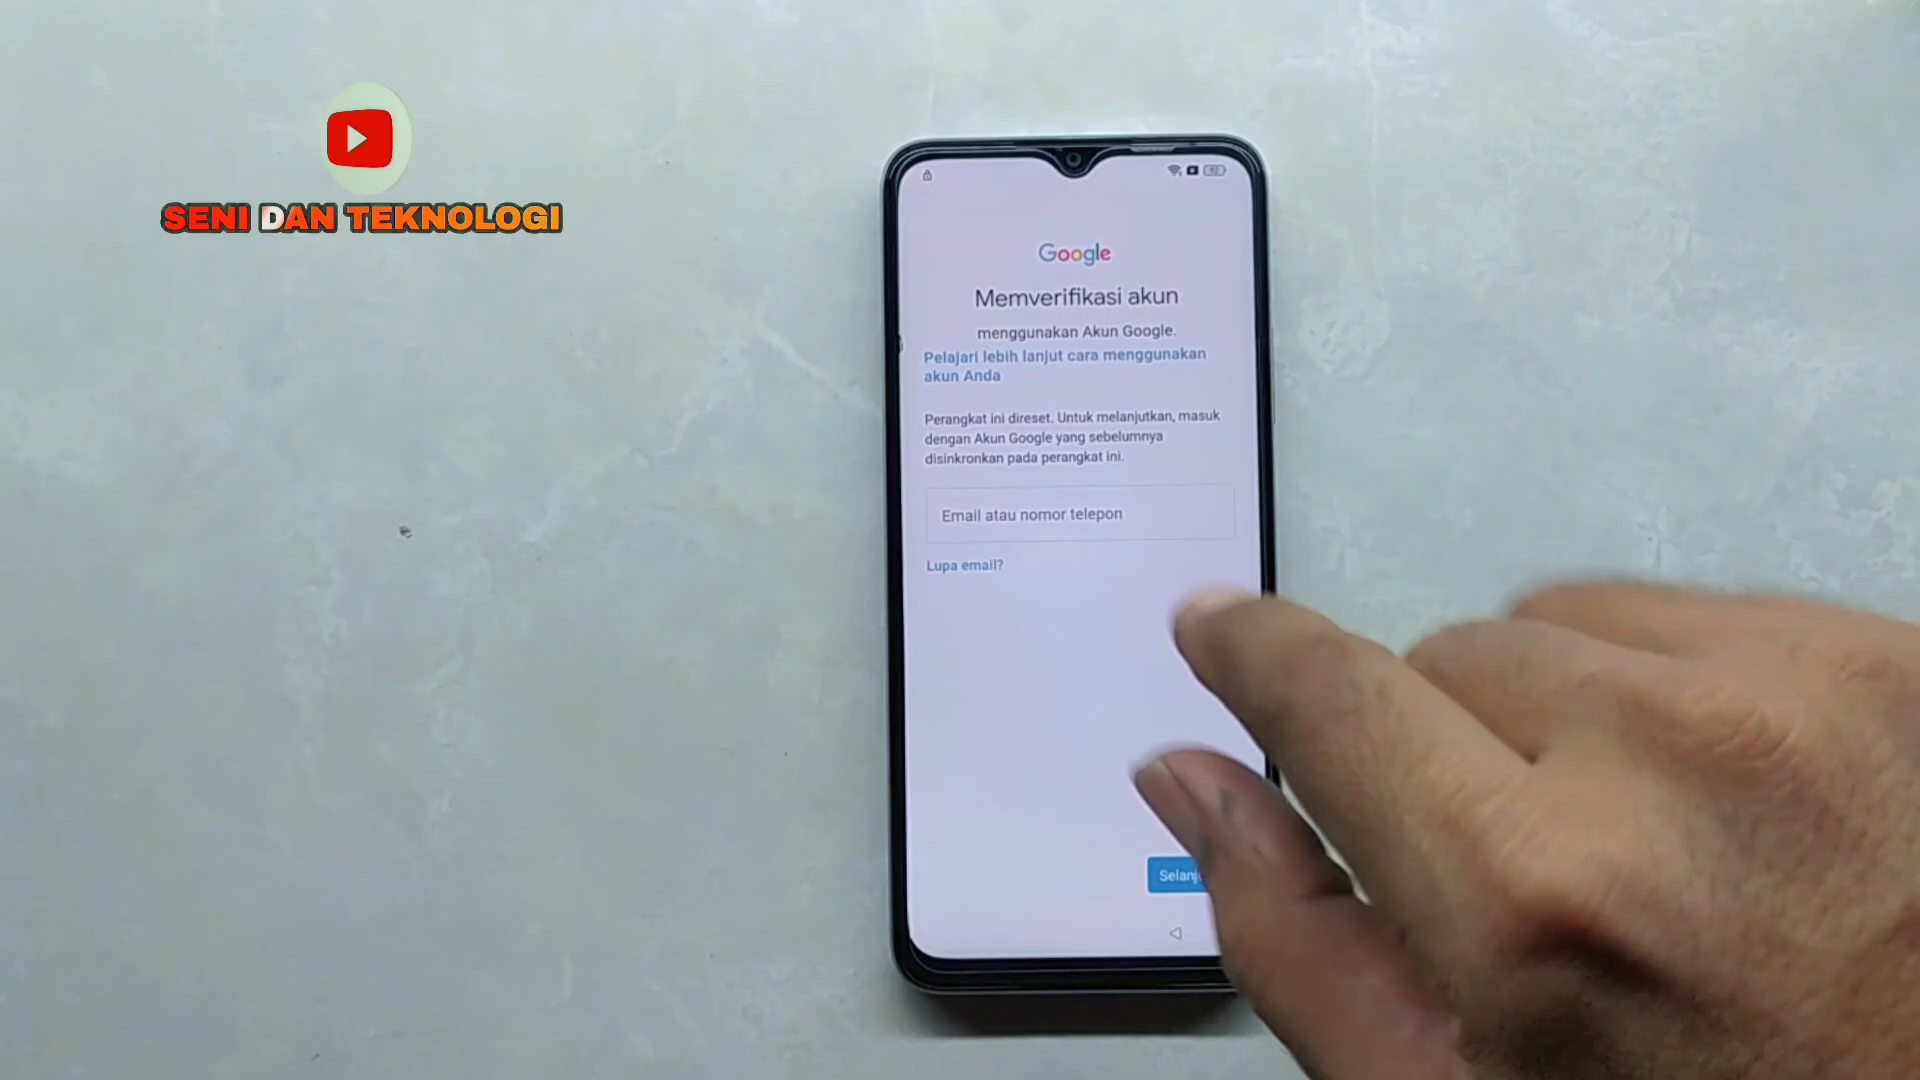 SENI DAN TEKNOLOGI
Google
Memverifikasi akun
menggunakan Akun Google.
Pelajari lebih lanjut cara menggunakan
akun Anda
Perangkat ini direset. Untuk melanjutkan, masuk
dengan Akun Google yang sebelumnya
disinkronkan pada perangkat ini.
Email atau nomor telepon
Lupa email?